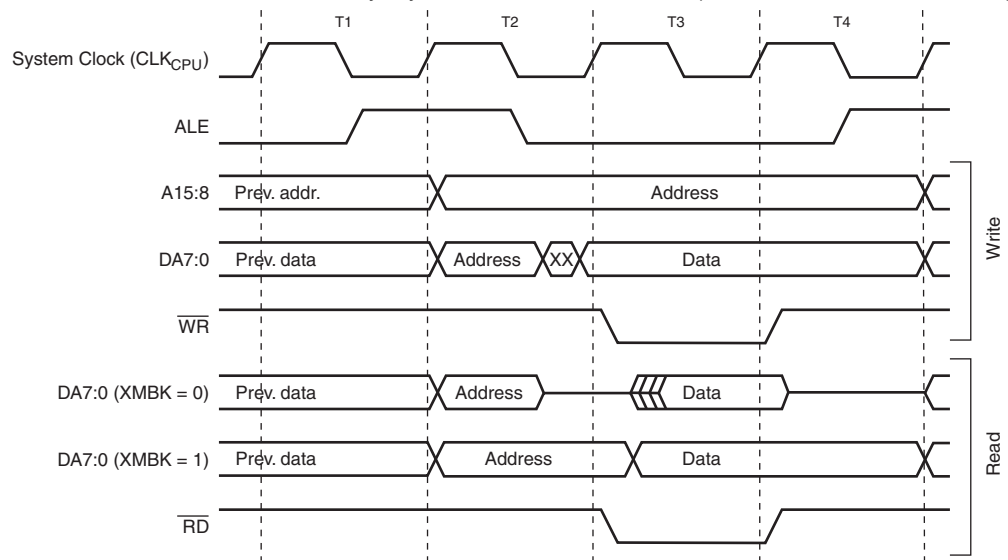 T1 T2 T3 T4
System Clock (CLKCPU)
ALE
A15:8 Prev. addr. Address
DA7:0 Prev. data Address XX Data
WR
Write
DA7:0 (XMBK = 0) Prev. data Address Data
DA7:0 (XMBK = 1) Prev. data Address Data
RD
Read